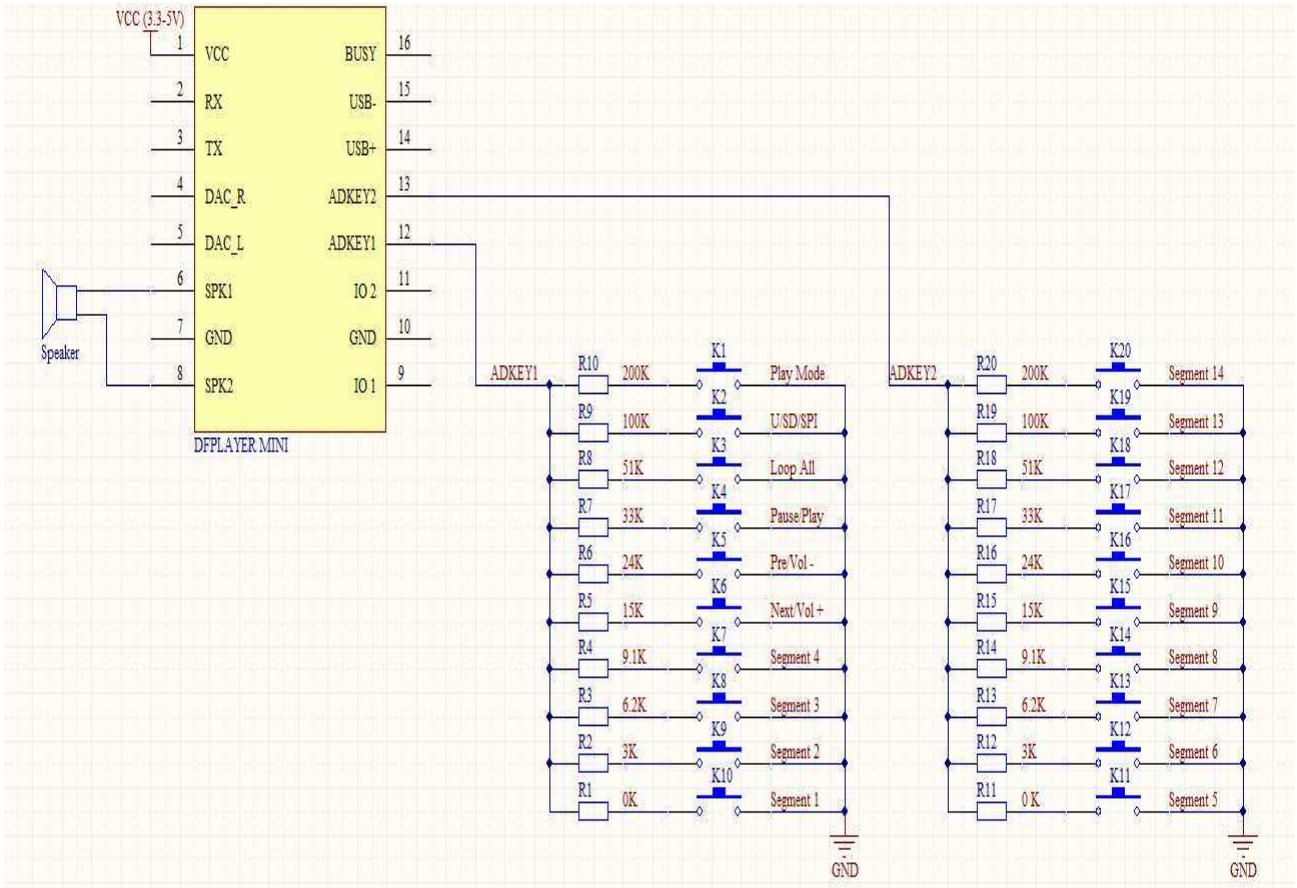 VCC (3.3-5V)
1 VCC BUSY 16
2 RX USB- 15
3 TX USB+ 14
4 DAC_R ADKEY2 13
5 DAC_L ADKEY1 12
6 SPK1 IO 2 11
7 GND GND 10
8 SPK2 IO 1 9
Speaker
DFPLAYER MINI
ADKEY1
R10 200K K1 Play Mode
R9 100K K2 U/SD/SPI
R8 51K K3 Loop All
R7 33K K4 Pause/Play
R6 24K K5 Pre/Vol -
R5 15K K6 Next/Vol +
R4 9.1K K7 Segment 4
R3 6.2K K8 Segment 3
R2 3K K9 Segment 2
R1 0K K10 Segment 1
GND
ADKEY2
R20 200K K20 Segment 14
R19 100K K19 Segment 13
R18 51K K18 Segment 12
R17 33K K17 Segment 11
R16 24K K16 Segment 10
R15 15K K15 Segment 9
R14 9.1K K14 Segment 8
R13 6.2K K13 Segment 7
R12 3K K12 Segment 6
R11 0 K K11 Segment 5
GND